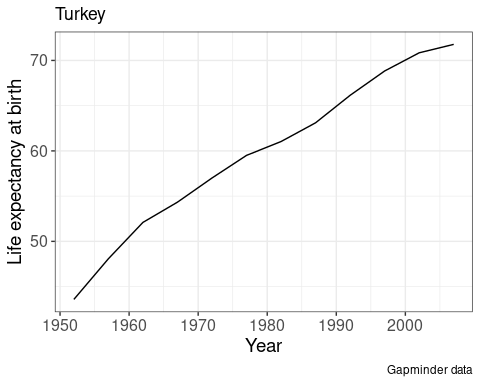 Turkey
Life expectancy at birth
70
60
50
1950 1960 1970 1980 1990 2000
Year
Gapminder data